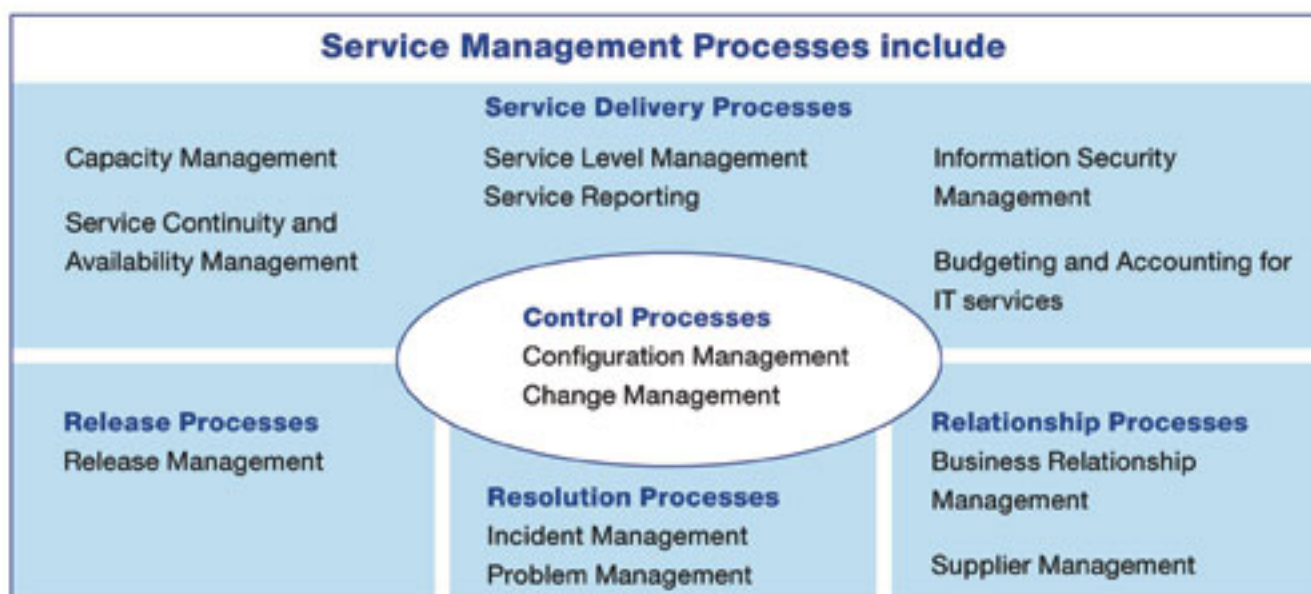 Service Management Processes include
Service Delivery Processes
Capacity Management
Service Continuity and
Availability Management
Service Level Management
Service Reporting
Information Security
Management
Budgeting and Accounting for
IT services
Control Processes
Configuration Management
Change Management
Release Processes
Release Management
Resolution Processes
Incident Management
Problem Management
Relationship Processes
Business Relationship
Management
Supplier Management